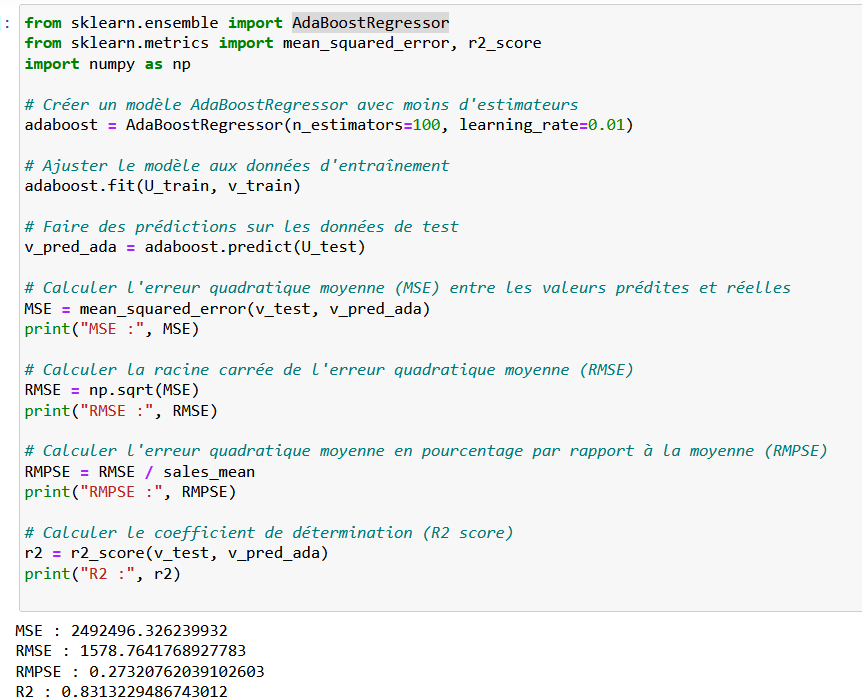 : from sklearn.ensemble import AdaBoostRegressor
from sklearn.metrics import mean_squared_error, r2_score
import numpy as np
# Créer un modèle AdaBoostRegressor avec moins d'estimateurs
adaboost = AdaBoostRegressor(n_estimators=100, learning_rate=0.01)
# Ajuster le modèle aux données d'entraînement
adaboost.fit(U_train, v_train)
# Faire des prédictions sur les données de test
v_pred_ada = adaboost.predict(U_test)
# Calculer l'erreur quadratique moyenne (MSE) entre les valeurs prédites et réelles
MSE = mean_squared_error(v_test, v_pred_ada)
print("MSE :", MSE)
# Calculer la racine carrée de l'erreur quadratique moyenne (RMSE)
RMSE = np.sqrt(MSE)
print("RMSE :", RMSE)
# Calculer l'erreur quadratique moyenne en pourcentage par rapport à la moyenne (RMPSE)
RMPSE = RMSE / sales_mean
print("RMPSE :", RMPSE)
# Calculer le coefficient de détermination (R2 score)
r2 = r2_score(v_test, v_pred_ada)
print("R2 :", r2)
MSE : 2492496.326239932
RMSE : 1578.7641768927783
RMPSE : 0.27320762039102603
R2 : 0.8313229486743012